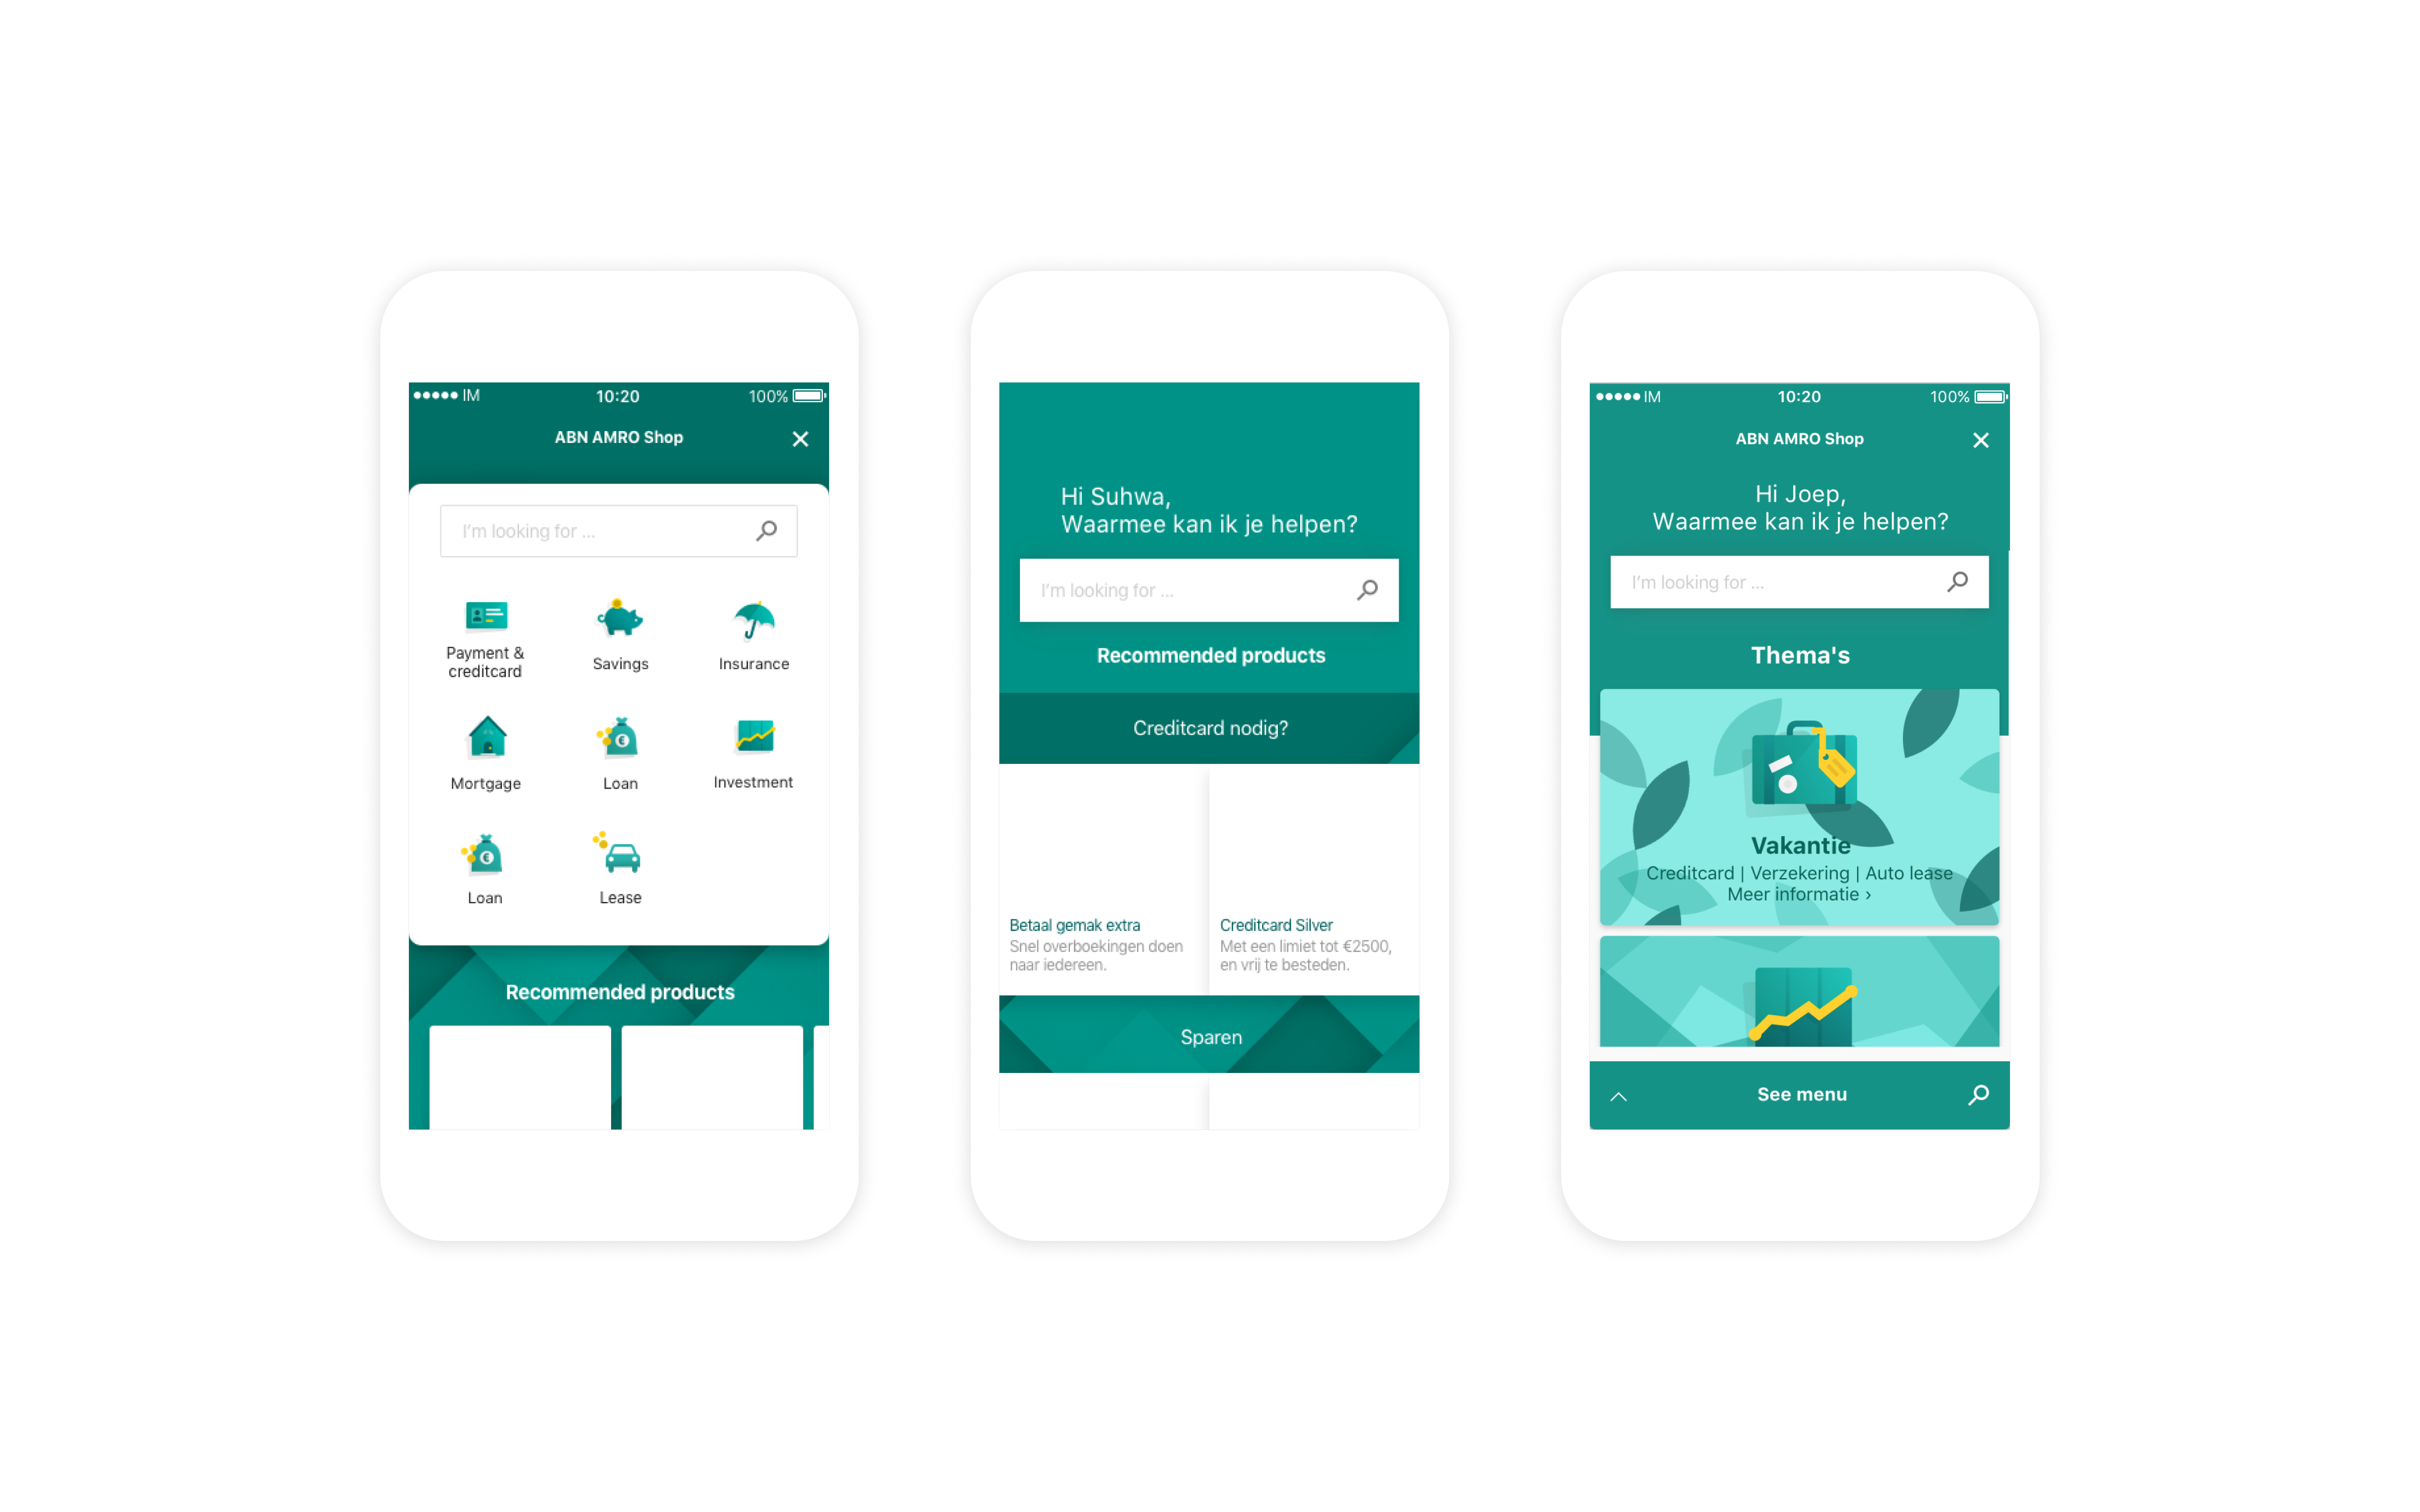 IM 10:20 100%
ABN AMRO Shop
I'm looking for ...
Payment &
creditcard
Savings
Insurance
Mortgage
Loan
Investment
Loan
Lease
Recommended products
Hi Suhwa,
Waarmee kan ik je helpen?
I'm looking for ...
Recommended products
Creditcard nodig?
Betaal gemak extra
Snel overboekingen doen
naar iedereen.
Creditcard Silver
Met een limiet tot €2500,
en vrij te besteden.
Sparen
IM 10:20 100%
ABN AMRO Shop
Hi Joep,
Waarmee kan ik je helpen?
I'm looking for ...
Thema's
Vakantie
Creditcard | Verzekering | Auto lease
Meer informatie ›
See menu